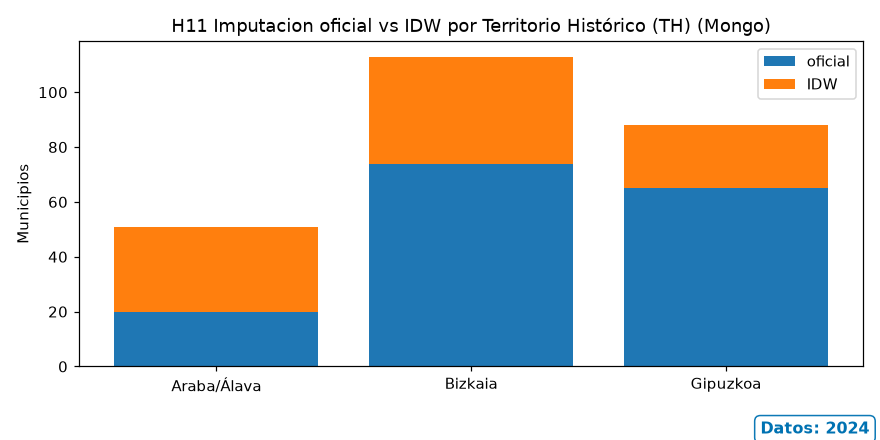 H11 Imputacion oficial vs IDW por Territorio Histórico (TH) (Mongo)
oficial
IDW
Municipios
100
80
60
40
20
0
Araba/Álava
Bizkaia
Gipuzkoa
Datos: 2024